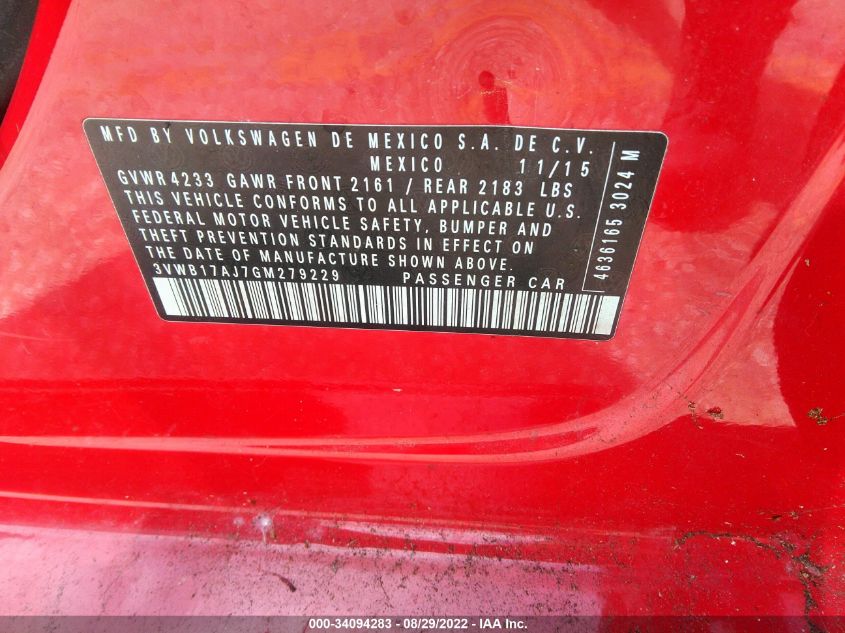 MFD BY VOLKSWAGEN DE MEXICO S.A. DE C.V.
MEXICO 11/15
GVWR 4233 GAWR FRONT 2161 / REAR 2183 LBS
THIS VEHICLE CONFORMS TO ALL APPLICABLE U.S.
FEDERAL MOTOR VEHICLE SAFETY, BUMPER AND
THEFT PREVENTION STANDARDS IN EFFECT ON
THE DATE OF MANUFACTURE SHOWN ABOVE.
3VWB17AJ7GM279229 PASSENGER CAR
4636165 3024 M
000-34094283 - 08/29/2022 - IAA Inc.